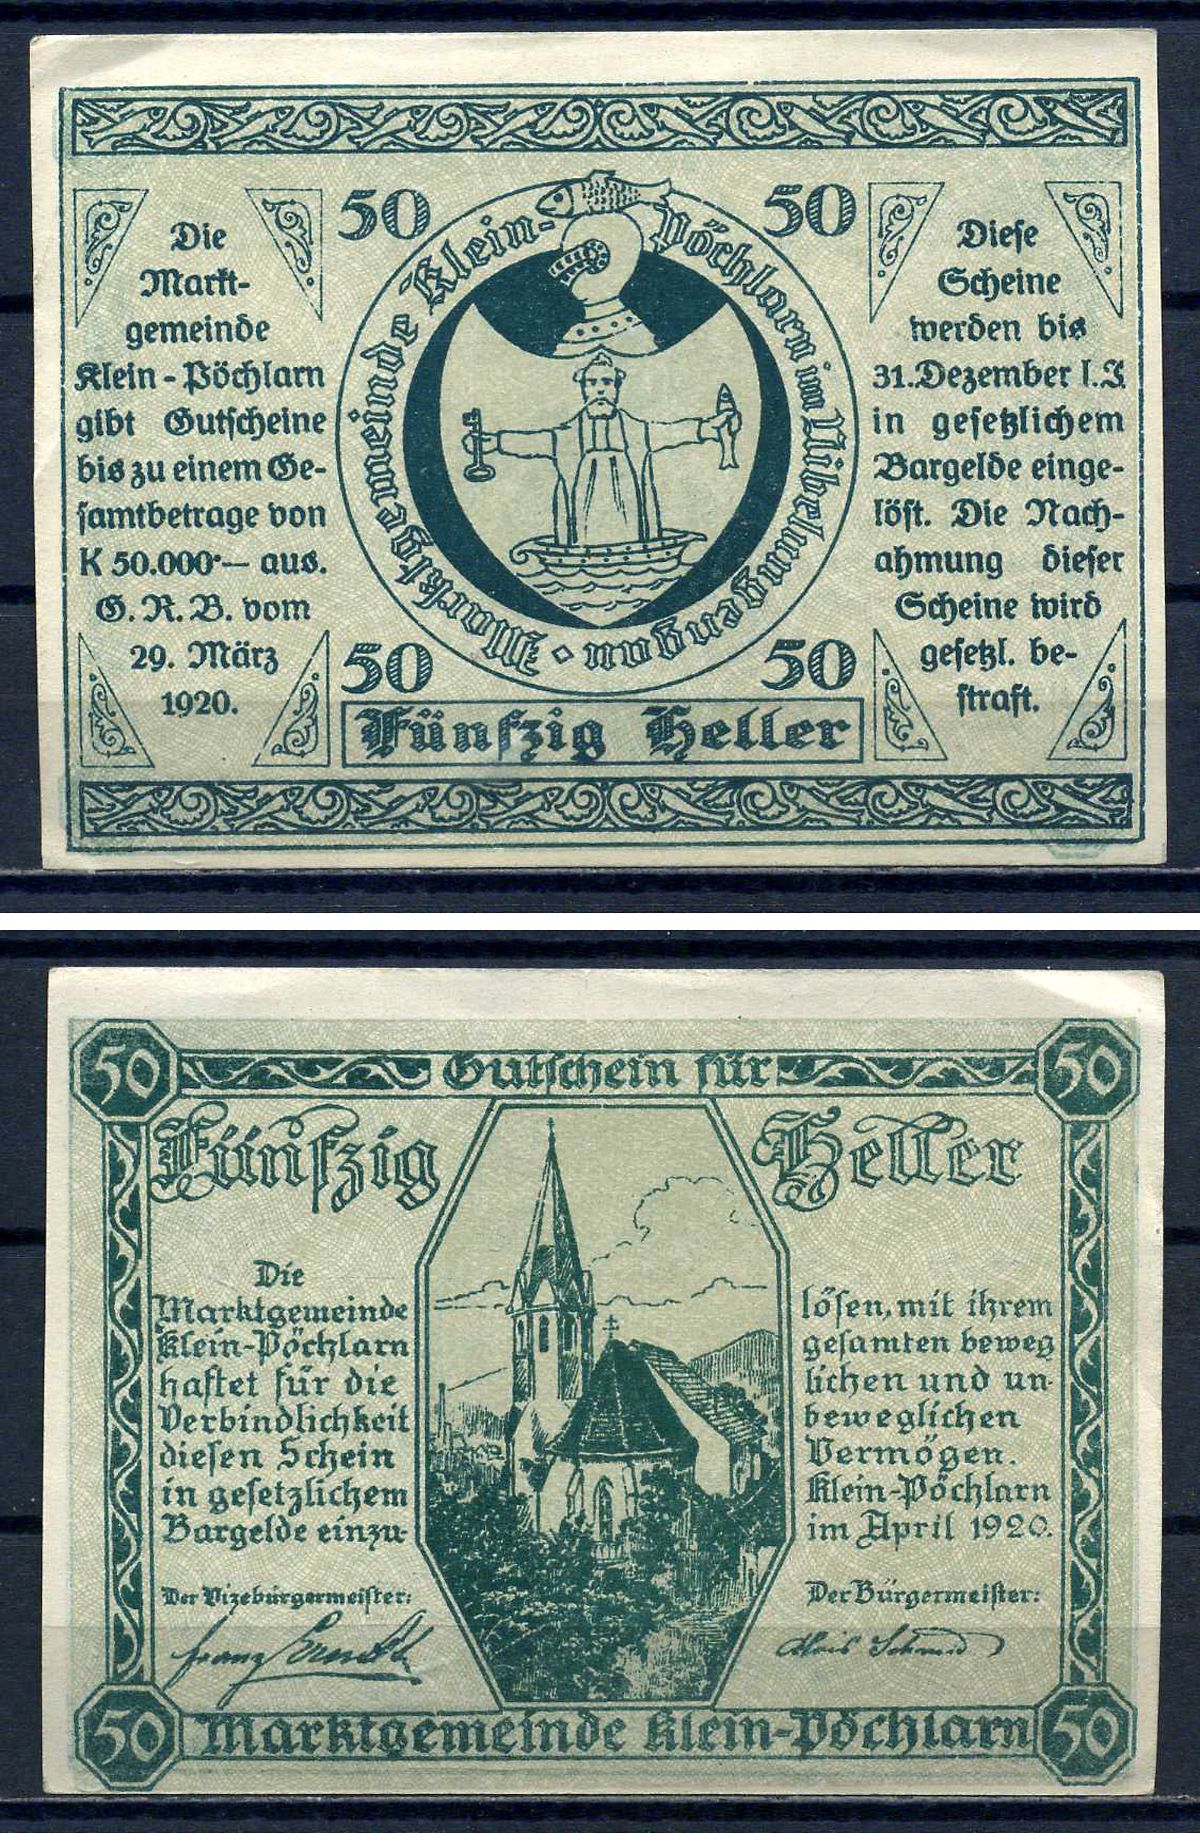 50
50
Die
Markt-
gemeinde
Klein-Pöchlarn
gibt Gutscheine
bis zu einem Ge-
samtbetrage von
K 50.000·— aus.
G. R. B. vom
29. März
1920.
Marktgemeinde Klein-Pöchlarn im Nibelungengau ·
Diese
Scheine
werden bis
31. Dezember l. J.
in gesetzlichem
Bargelde einge-
löst. Die Nach-
ahmung dieser
Scheine wird
gesetzl. be-
straft.
50
50
Fünfzig Heller
50
Gutschein für
50
Fünfzig
Heller
Die
Marktgemeinde
Klein-Pöchlarn
haftet für die
Verbindlichkeit
diesen Schein
in gesetzlichem
Bargelde einzu-
lösen, mit ihrem
gesamten beweg
lichen und un-
beweglichen
Vermögen.
Klein-Pöchlarn
im April 1920.
Der Vizebürgermeister:
Franz
Der Bürgermeister:
Alois Schmid
50
Marktgemeinde Klein-Pöchlarn
50